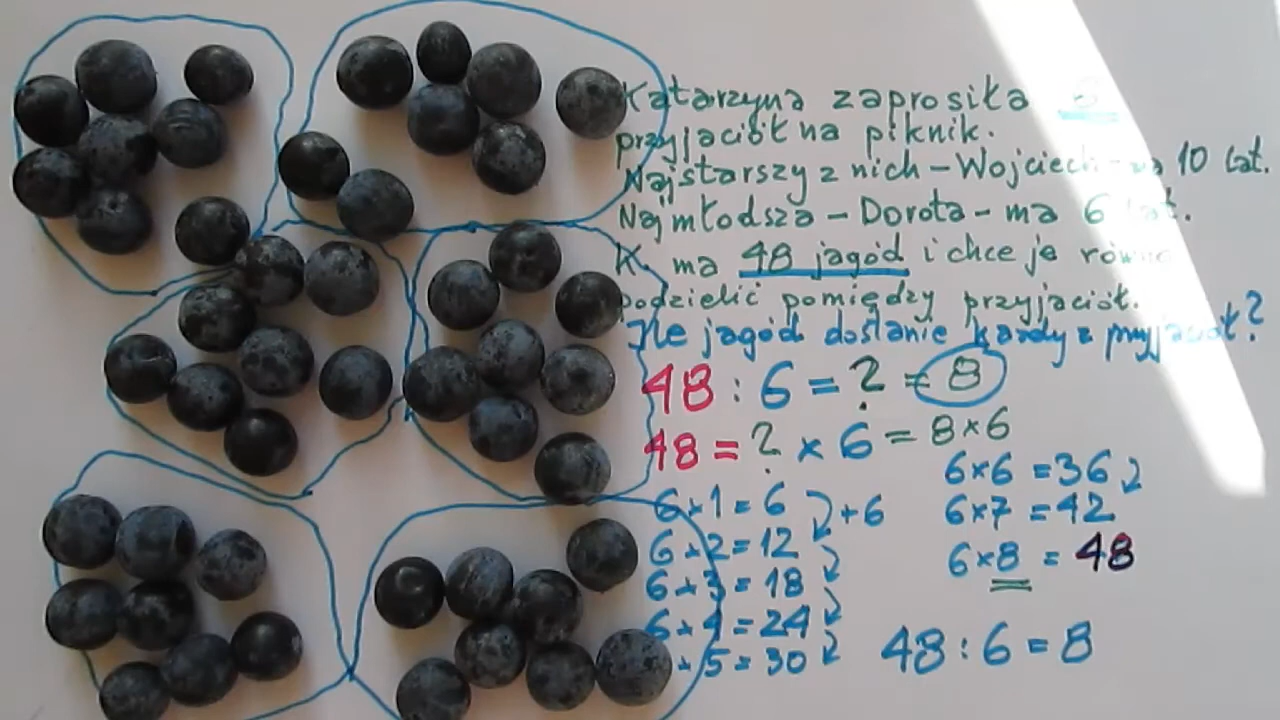 Katarzyna zaprosiła
przyjaciół na piknik.
Najstarszy z nich - Wojciech - ma 10 lat.
Najmłodsza - Dorota - ma 6 lat.
K. ma 48 jagód i chce je równo
podzielić pomiędzy przyjaciół.
Ile jagód dostanie każdy z przyjaciół?
48 : 6 = ? = 8
48 = ? × 6 = 8×6
6×1 = 6 +6
6×2 = 12
6×3 = 18
6×4 = 24
×5 = 30
6×6 = 36
6×7 = 42
6×8 = 48
48 : 6 = 8